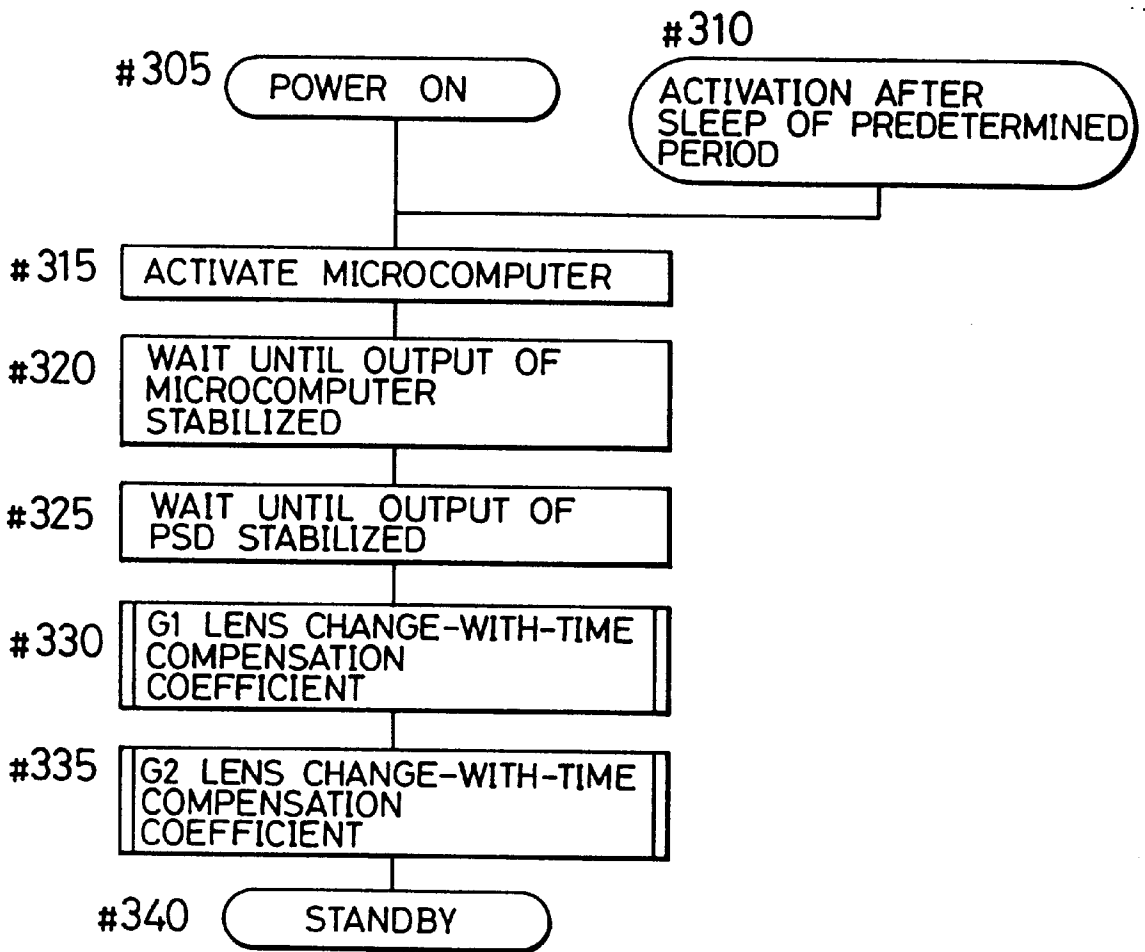 #305
POWER ON
#310
ACTIVATION AFTER
SLEEP OF PREDETERMINED
PERIOD
#315
ACTIVATE MICROCOMPUTER
#320
WAIT UNTIL OUTPUT OF
MICROCOMPUTER
STABILIZED
#325
WAIT UNTIL OUTPUT OF
PSD STABILIZED
#330
G1 LENS CHANGE-WITH-TIME
COMPENSATION
COEFFICIENT
#335
G2 LENS CHANGE-WITH-TIME
COMPENSATION
COEFFICIENT
#340
STANDBY